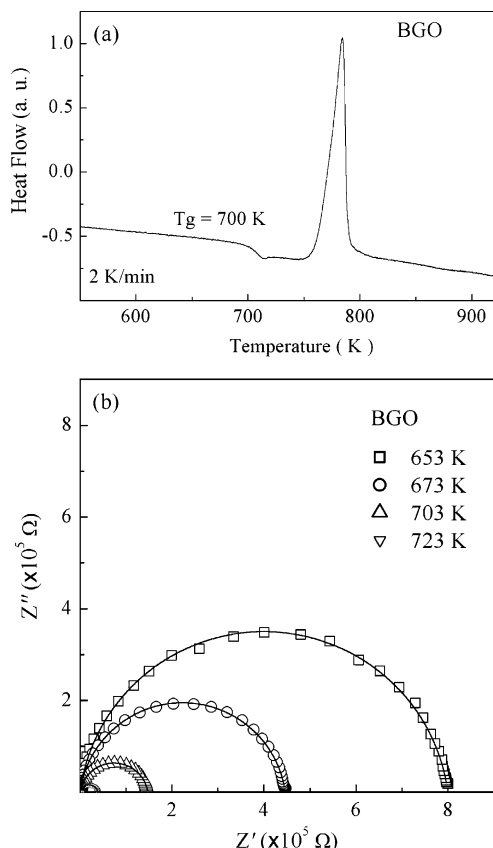 (a)
BGO
1.0
0.5
0.0
-0.5
Heat Flow (a. u.)
Tg = 700 K
2 K/min
600
700
800
900
Temperature ( K )
(b)
BGO
653 K
673 K
703 K
723 K
8
6
4
2
Z'' (x10⁵ Ω)
2
4
6
8
Z' (x10⁵ Ω)